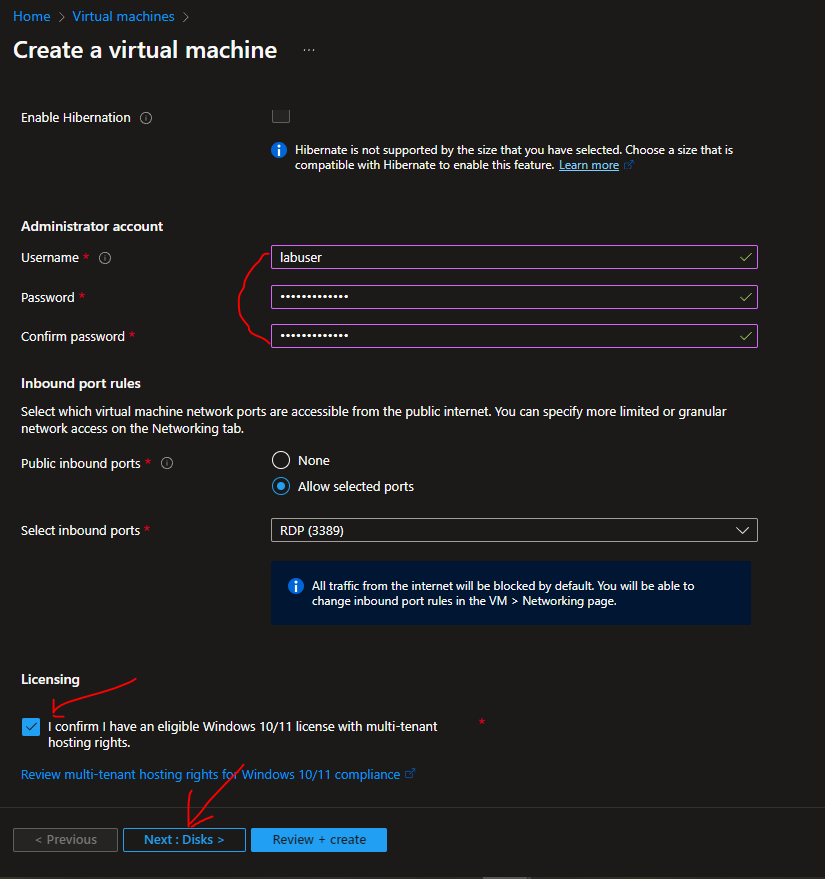 Home > Virtual machines >
Create a virtual machine ...
Enable Hibernation
Hibernate is not supported by the size that you have selected. Choose a size that is
compatible with Hibernate to enable this feature. Learn more
Administrator account
Username *
labuser
Password *
•••••••••••••
Confirm password *
•••••••••••••
Inbound port rules
Select which virtual machine network ports are accessible from the public internet. You can specify more limited or granular
network access on the Networking tab.
Public inbound ports *
None
Allow selected ports
Select inbound ports *
RDP (3389)
All traffic from the internet will be blocked by default. You will be able to
change inbound port rules in the VM > Networking page.
Licensing
I confirm I have an eligible Windows 10/11 license with multi-tenant *
hosting rights.
Review multi-tenant hosting rights for Windows 10/11 compliance
< Previous
Next : Disks >
Review + create